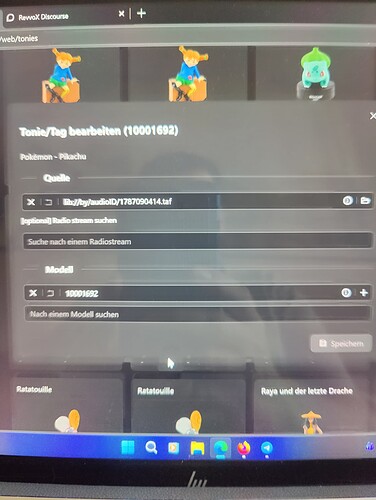 RevvoX Discourse
/web/tonies
Tonie/Tag bearbeiten (10001692)
Pokémon - Pikachu
Quelle
lib://by/audioID/1787090414.taf
[optional] Radio stream suchen
Suche nach einem Radiostream
Modell
10001692
Nach einem Modell suchen
Speichern
Ratatouille
Ratatouille
Raya und der letzte Drache
hp